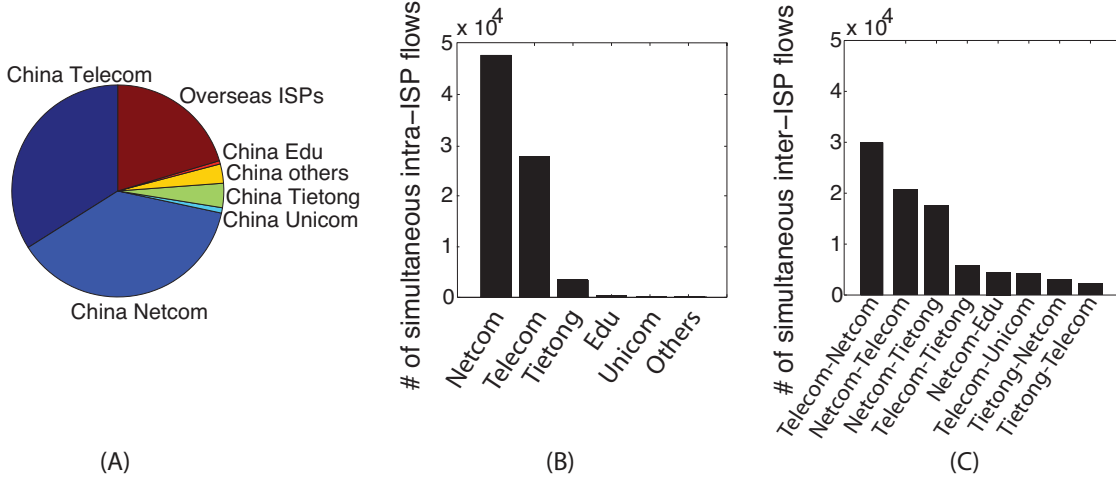 China Telecom
Overseas ISPs
China Edu
China others
China Tietong
China Unicom
China Netcom
(A)
x 10^4
# of simultaneous intra−ISP flows
5
4
3
2
1
0
Netcom
Telecom
Tietong
Edu
Unicom
Others
(B)
x 10^4
# of simultaneous inter−ISP flows
5
4
3
2
1
0
Telecom-Netcom
Netcom-Telecom
Netcom-Tietong
Telecom-Tietong
Netcom-Edu
Telecom-Unicom
Tietong-Netcom
Tietong-Telecom
(C)